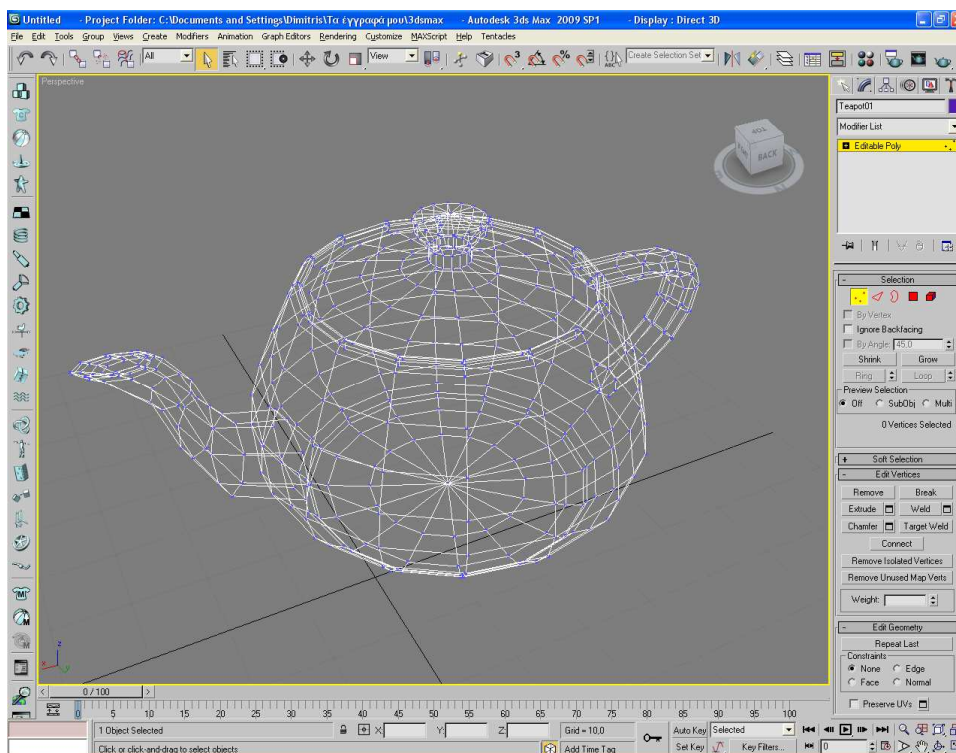 Untitled - Project Folder: C:\Documents and Settings\Dimitris\Τα έγγραφά μου\3dsmax - Autodesk 3ds Max 2009 SP1 - Display : Direct 3D
File Edit Tools Group Views Create Modifiers Animation Graph Editors Rendering Customize MAXScript Help Tentacles
All View Create Selection Set
Perspective
TOP
BACK
Teapot01
Modifier List
Editable Poly
- Selection
By Vertex
Ignore Backfacing
By Angle: 45.0
Shrink Grow
Ring Loop
Preview Selection
Off SubObj Multi
0 Vertices Selected
+ Soft Selection
- Edit Vertices
Remove Break
Extrude Weld
Chamfer Target Weld
Connect
Remove Isolated Vertices
Remove Unused Map Verts
Weight:
- Edit Geometry
Repeat Last
Constraints
None Edge
Face Normal
Preserve UVs
z
x y
< 0 / 100 >
0 5 10 15 20 25 30 35 40 45 50 55 60 65 70 75 80 85 90 95 100
1 Object Selected X: Y: Z: Grid = 10,0 Auto Key Selected
Click or click-and-drag to select objects Add Time Tag Set Key Key Filters... 0